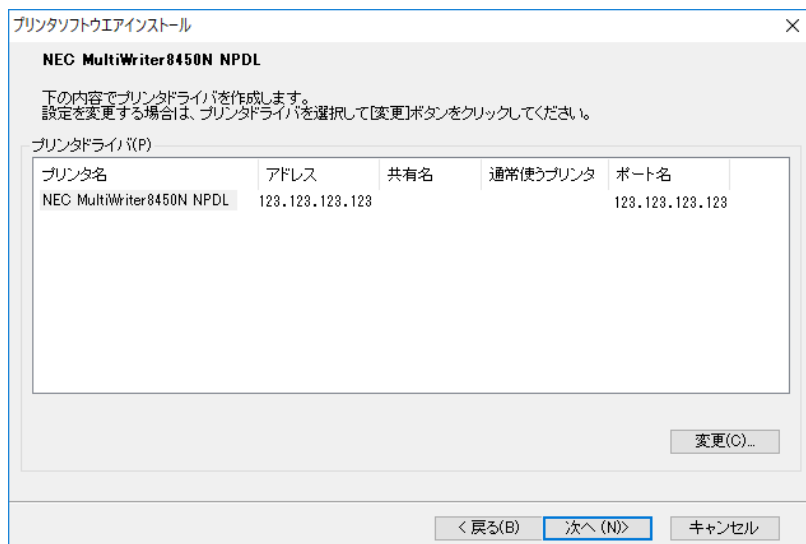 プリンタソフトウエアインストール
NEC MultiWriter8450N NPDL
下の内容でプリンタドライバを作成します。
設定を変更する場合は、プリンタドライバを選択して[変更]ボタンをクリックしてください。
プリンタドライバ(P)
プリンタ名 アドレス 共有名 通常使うプリンタ ポート名
NEC MultiWriter8450N NPDL 123.123.123.123 123.123.123.123
変更(C)...
< 戻る(B) 次へ (N)> キャンセル